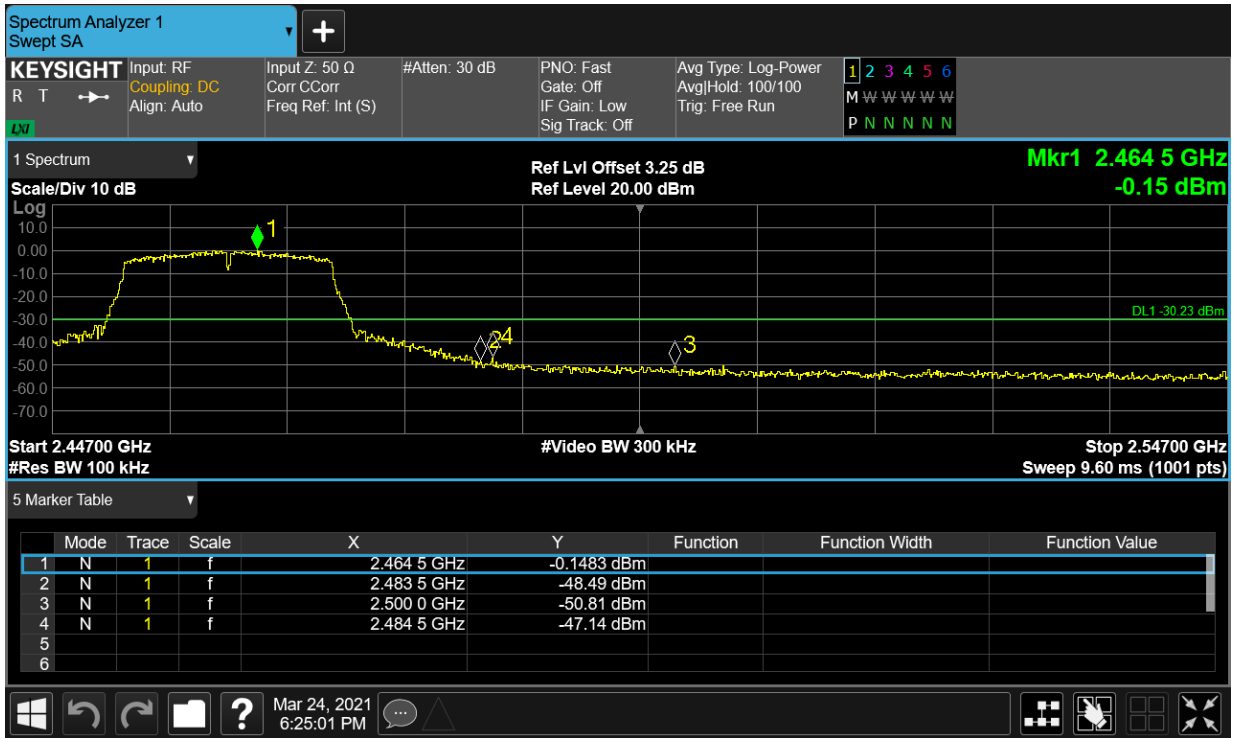 Spectrum Analyzer 1
Swept SA
KEYSIGHT
R T
LXI
Input: RF
Coupling: DC
Align: Auto
Input Z: 50 Ω
Corr CCorr
Freq Ref: Int (S)
#Atten: 30 dB
PNO: Fast
Gate: Off
IF Gain: Low
Sig Track: Off
Avg Type: Log-Power
Avg|Hold: 100/100
Trig: Free Run
1 2 3 4 5 6
M W W W W W
P N N N N N
1 Spectrum
Scale/Div 10 dB
Ref Lvl Offset 3.25 dB
Ref Level 20.00 dBm
Mkr1 2.464 5 GHz
-0.15 dBm
Log
10.0
0.00
-10.0
-20.0
-30.0
-40.0
-50.0
-60.0
-70.0
1
2
4
3
DL1 -30.23 dBm
Start 2.44700 GHz
#Res BW 100 kHz
#Video BW 300 kHz
Stop 2.54700 GHz
Sweep 9.60 ms (1001 pts)
5 Marker Table
Mode Trace Scale X Y Function Function Width Function Value
1 N 1 f 2.464 5 GHz -0.1483 dBm
2 N 1 f 2.483 5 GHz -48.49 dBm
3 N 1 f 2.500 0 GHz -50.81 dBm
4 N 1 f 2.484 5 GHz -47.14 dBm
5
6
?
Mar 24, 2021
6:25:01 PM